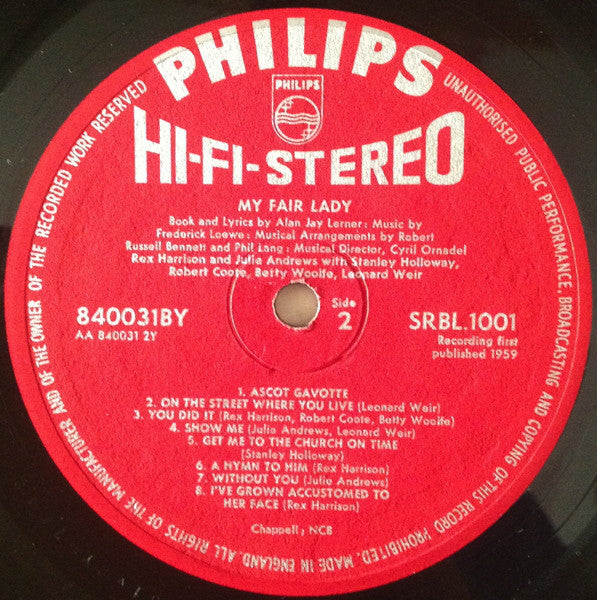 PHILIPS
PHILIPS
HI-FI-STEREO
MY FAIR LADY
Book and Lyrics by Alan Jay Lerner: Music by
Frederick Loewe: Musical Arrangements by Robert
Russell Bennett and Phil Lang: Musical Director, Cyril Ornadel
Rex Harrison and Julie Andrews with Stanley Holloway,
Robert Coote, Betty Woolfe, Leonard Weir
840031BY
AA 840031 2Y
Side
2
SRBL.1001
Recording first
published 1959
1. ASCOT GAVOTTE
2. ON THE STREET WHERE YOU LIVE (Leonard Weir)
3. YOU DID IT (Rex Harrison, Robert Coote, Betty Woolfe)
4. SHOW ME (Julie Andrews, Leonard Weir)
5. GET ME TO THE CHURCH ON TIME
(Stanley Holloway)
6. A HYMN TO HIM (Rex Harrison)
7. WITHOUT YOU (Julie Andrews)
8. I'VE GROWN ACCUSTOMED TO
HER FACE (Rex Harrison)
Chappell; NCB
MADE IN ENGLAND. ALL RIGHTS OF THE MANUFACTURER AND OF THE OWNER OF THE RECORDED WORK RESERVED
UNAUTHORISED PUBLIC PERFORMANCE, BROADCASTING AND COPYING OF THIS RECORD PROHIBITED.